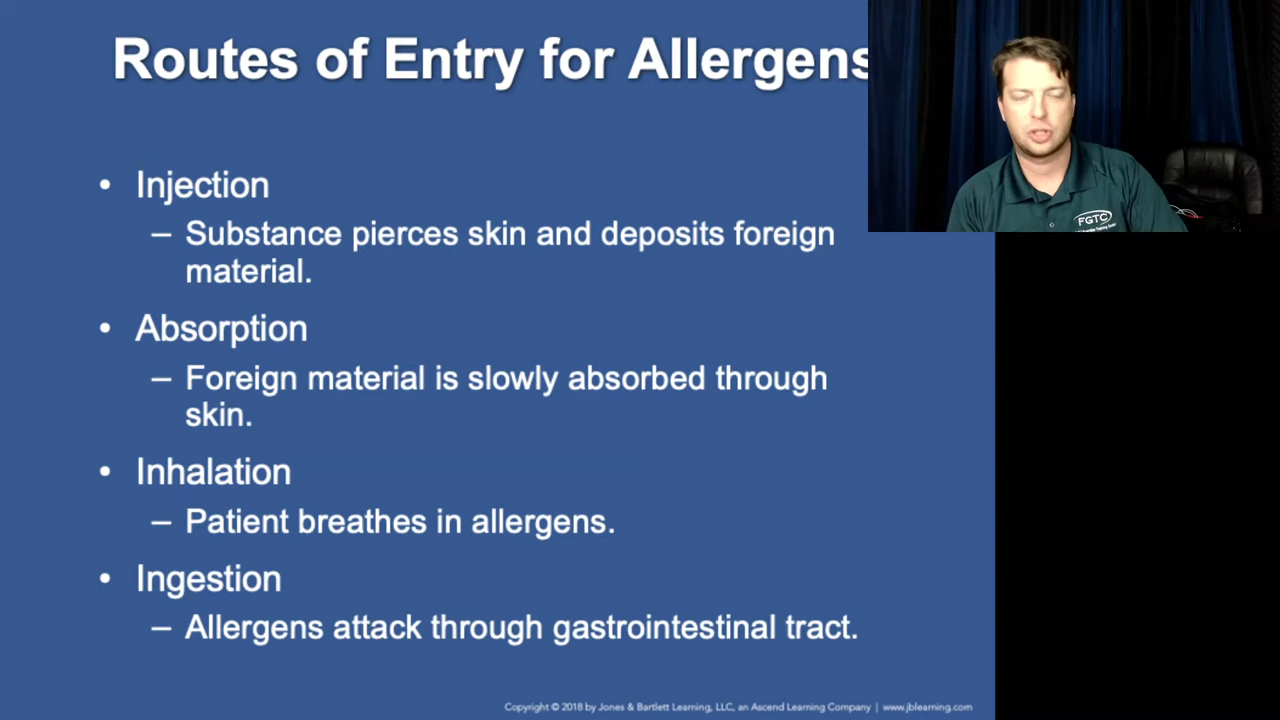 Routes of Entry for Allergens
• Injection
– Substance pierces skin and deposits foreign
material.
• Absorption
– Foreign material is slowly absorbed through
skin.
• Inhalation
– Patient breathes in allergens.
• Ingestion
– Allergens attack through gastrointestinal tract.
Copyright © 2018 by Jones & Bartlett Learning, LLC, an Ascend Learning Company | www.jblearning.com
FGTC